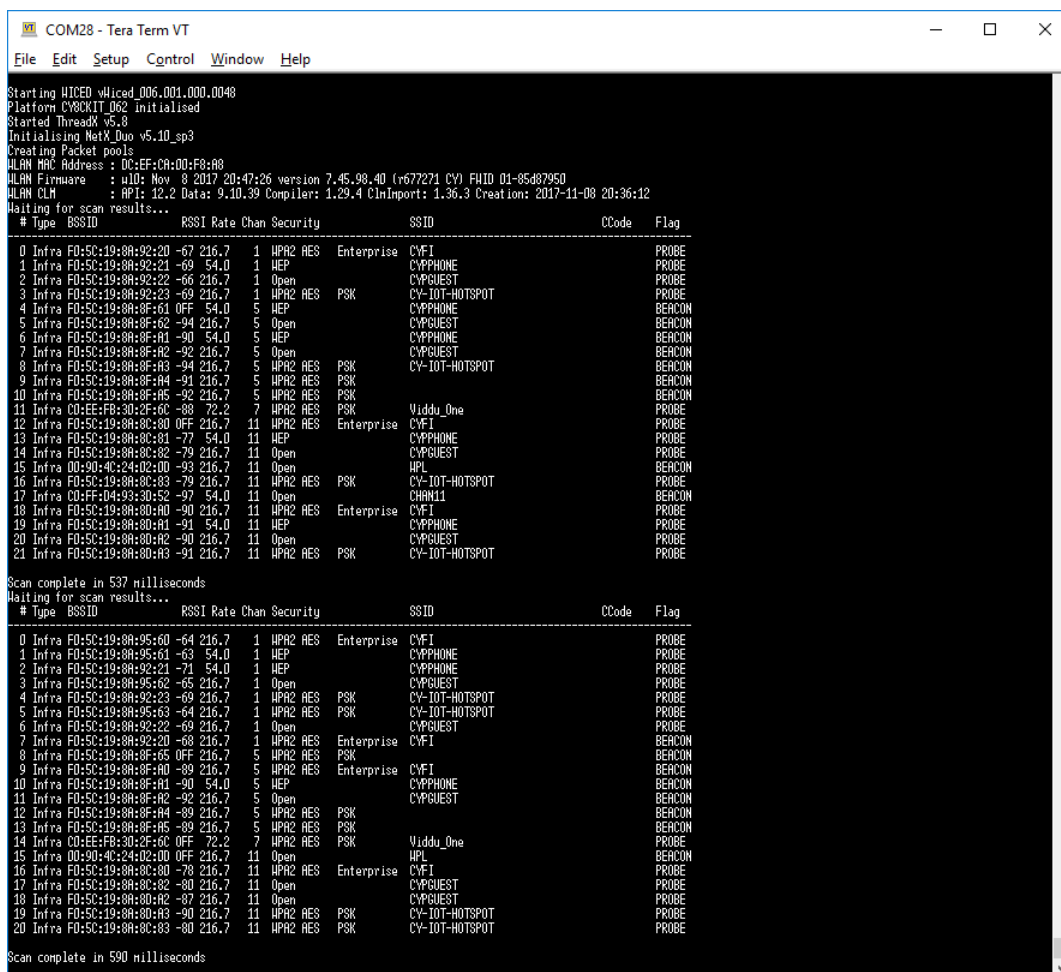 COM28 - Tera Term VT
File Edit Setup Control Window Help
Starting WICED vWiced_006.001.000.0048
Platform CY8CKIT_062 initialised
Started ThreadX v5.8
Initialising NetX_Duo v5.10_sp3
Creating Packet pools
WLAN MAC Address : DC:EF:CA:0D:F8:A8
WLAN Firmware : wl0: Nov 8 2017 20:47:26 version 7.45.98.40 (r677271 CY) FWID 01-85d87950
WLAN CLM : API: 12.2 Data: 9.10.39 Compiler: 1.29.4 ClmImport: 1.36.3 Creation: 2017-11-08 20:36:12
Waiting for scan results...
# Type BSSID RSSI Rate Chan Security SSID CCode Flag
0 Infra F0:5C:19:8A:92:20 -67 216.7 1 WPA2 AES Enterprise CYFI PROBE
1 Infra F0:5C:19:8A:92:21 -69 54.0 1 WEP CYPPHONE PROBE
2 Infra F0:5C:19:8A:92:22 -66 216.7 1 Open CYPGUEST PROBE
3 Infra F0:5C:19:8A:92:23 -69 216.7 1 WPA2 AES PSK CY-IOT-HOTSPOT PROBE
4 Infra F0:5C:19:8A:8F:61 OFF 54.0 5 WEP CYPPHONE BEACON
5 Infra F0:5C:19:8A:8F:62 -94 216.7 5 Open CYPGUEST BEACON
6 Infra F0:5C:19:8A:8F:A1 -90 54.0 5 WEP CYPPHONE BEACON
7 Infra F0:5C:19:8A:8F:A2 -92 216.7 5 Open CYPGUEST BEACON
8 Infra F0:5C:19:8A:8F:A3 -94 216.7 5 WPA2 AES PSK CY-IOT-HOTSPOT BEACON
9 Infra F0:5C:19:8A:8F:A4 -91 216.7 5 WPA2 AES PSK BEACON
10 Infra F0:5C:19:8A:8F:A5 -92 216.7 5 WPA2 AES PSK BEACON
11 Infra C0:EE:FB:30:2F:6C -88 72.2 7 WPA2 AES PSK Viddu_One PROBE
12 Infra F0:5C:19:8A:8C:80 OFF 216.7 11 WPA2 AES Enterprise CYFI PROBE
13 Infra F0:5C:19:8A:8C:81 -77 54.0 11 WEP CYPPHONE PROBE
14 Infra F0:5C:19:8A:8C:82 -79 216.7 11 Open CYPGUEST PROBE
15 Infra 00:90:4C:24:02:0D -93 216.7 11 Open WPL BEACON
16 Infra F0:5C:19:8A:8C:83 -79 216.7 11 WPA2 AES PSK CY-IOT-HOTSPOT PROBE
17 Infra C0:FF:D4:93:3D:52 -97 54.0 11 Open CHAN11 BEACON
18 Infra F0:5C:19:8A:8D:A0 -90 216.7 11 WPA2 AES Enterprise CYFI PROBE
19 Infra F0:5C:19:8A:8D:A1 -91 54.0 11 WEP CYPPHONE PROBE
20 Infra F0:5C:19:8A:8D:A2 -90 216.7 11 Open CYPGUEST PROBE
21 Infra F0:5C:19:8A:8D:A3 -91 216.7 11 WPA2 AES PSK CY-IOT-HOTSPOT PROBE
Scan complete in 537 milliseconds
Waiting for scan results...
# Type BSSID RSSI Rate Chan Security SSID CCode Flag
0 Infra F0:5C:19:8A:95:60 -64 216.7 1 WPA2 AES Enterprise CYFI PROBE
1 Infra F0:5C:19:8A:95:61 -63 54.0 1 WEP CYPPHONE PROBE
2 Infra F0:5C:19:8A:92:21 -71 54.0 1 WEP CYPPHONE PROBE
3 Infra F0:5C:19:8A:95:62 -65 216.7 1 Open CYPGUEST PROBE
4 Infra F0:5C:19:8A:92:23 -69 216.7 1 WPA2 AES PSK CY-IOT-HOTSPOT PROBE
5 Infra F0:5C:19:8A:95:63 -64 216.7 1 WPA2 AES PSK CY-IOT-HOTSPOT PROBE
6 Infra F0:5C:19:8A:92:22 -69 216.7 1 Open CYPGUEST PROBE
7 Infra F0:5C:19:8A:92:20 -68 216.7 1 WPA2 AES Enterprise CYFI BEACON
8 Infra F0:5C:19:8A:8F:65 OFF 216.7 5 WPA2 AES PSK BEACON
9 Infra F0:5C:19:8A:8F:A0 -89 216.7 5 WPA2 AES Enterprise CYFI BEACON
10 Infra F0:5C:19:8A:8F:A1 -90 54.0 5 WEP CYPPHONE BEACON
11 Infra F0:5C:19:8A:8F:A2 -92 216.7 5 Open CYPGUEST BEACON
12 Infra F0:5C:19:8A:8F:A4 -89 216.7 5 WPA2 AES PSK BEACON
13 Infra F0:5C:19:8A:8F:A5 -89 216.7 5 WPA2 AES PSK BEACON
14 Infra C0:EE:FB:30:2F:6C OFF 72.2 7 WPA2 AES PSK Viddu_One PROBE
15 Infra 00:90:4C:24:02:0D OFF 216.7 11 Open WPL BEACON
16 Infra F0:5C:19:8A:8C:80 -78 216.7 11 WPA2 AES Enterprise CYFI PROBE
17 Infra F0:5C:19:8A:8C:82 -80 216.7 11 Open CYPGUEST PROBE
18 Infra F0:5C:19:8A:8D:A2 -87 216.7 11 Open CYPGUEST PROBE
19 Infra F0:5C:19:8A:8D:A3 -90 216.7 11 WPA2 AES PSK CY-IOT-HOTSPOT PROBE
20 Infra F0:5C:19:8A:8C:83 -80 216.7 11 WPA2 AES PSK CY-IOT-HOTSPOT PROBE
Scan complete in 590 milliseconds